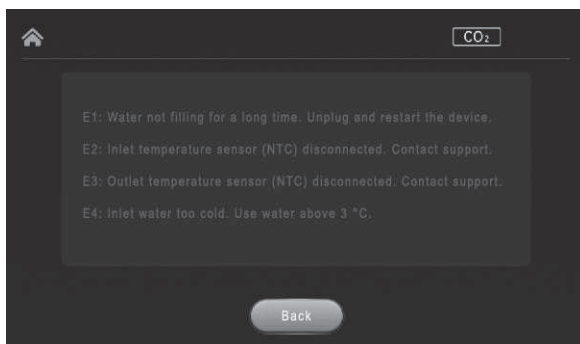 CO₂
E1: Water not filling for a long time. Unplug and restart the device.
E2: Inlet temperature sensor (NTC) disconnected. Contact support.
E3: Outlet temperature sensor (NTC) disconnected. Contact support.
E4: Inlet water too cold. Use water above 3 °C.
Back